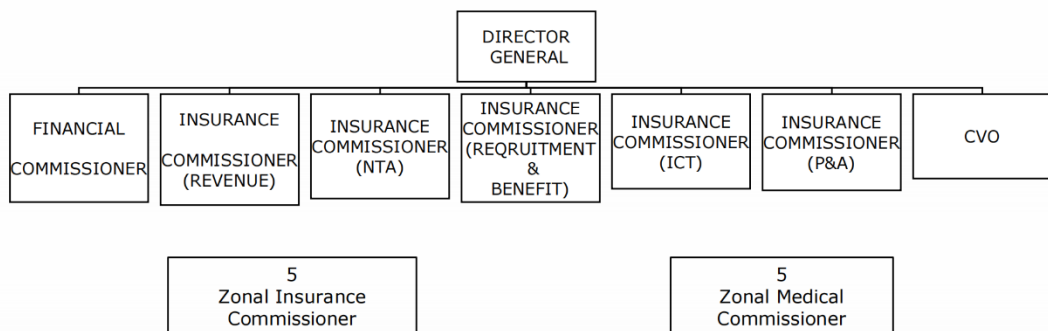 DIRECTOR
GENERAL
FINANCIAL
COMMISSIONER
INSURANCE
COMMISSIONER
(REVENUE)
INSURANCE
COMMISSIONER
(NTA)
INSURANCE
COMMISSIONER
(REQRUITMENT
&
BENEFIT)
INSURANCE
COMMISSIONER
(ICT)
INSURANCE
COMMISSIONER
(P&A)
CVO
5
Zonal Insurance
Commissioner
5
Zonal Medical
Commissioner